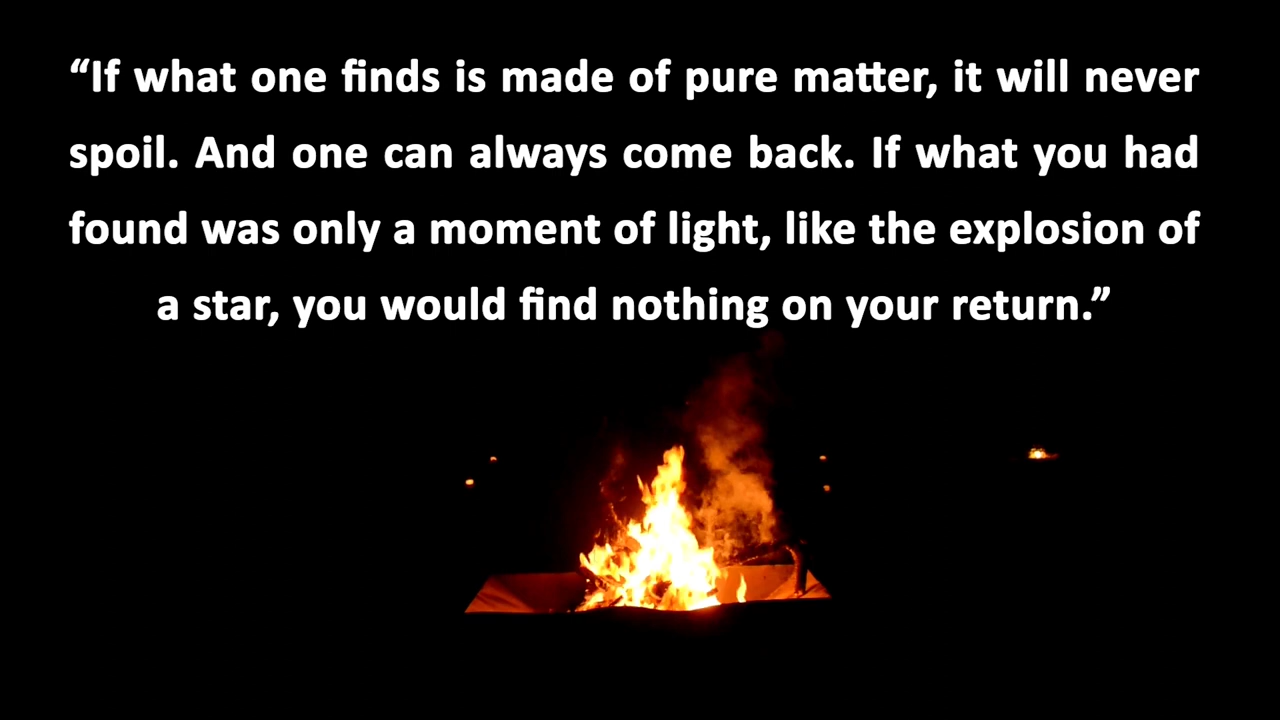 “If what one finds is made of pure matter, it will never
spoil. And one can always come back. If what you had
found was only a moment of light, like the explosion of
a star, you would find nothing on your return.”